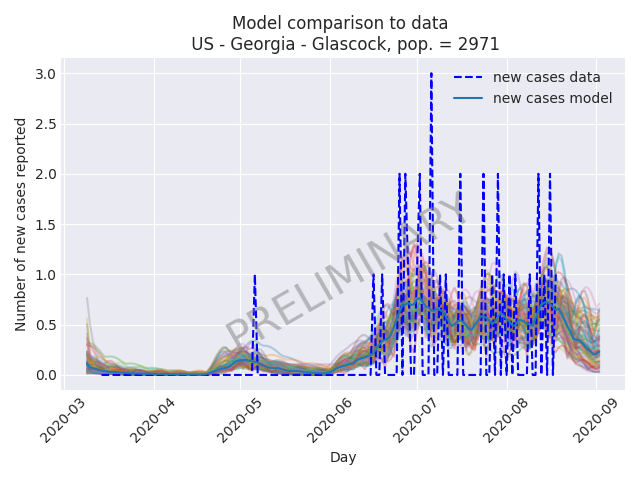 Model comparison to data
US - Georgia - Glascock, pop. = 2971
Number of new cases reported
3.0
2.5
2.0
1.5
1.0
0.5
0.0
new cases data
new cases model
PRELIMINARY
2020-03
2020-04
2020-05
2020-06
2020-07
2020-08
2020-09
Day